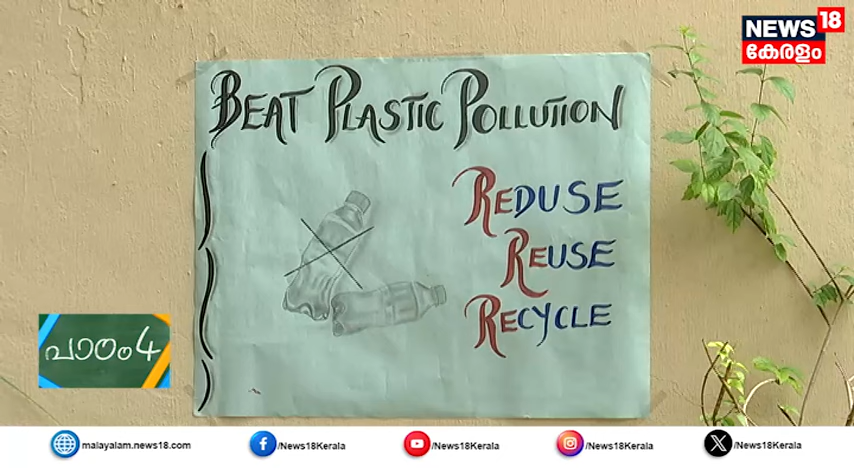 NEWS 18
കേരളം
BEAT PLASTIC POLLUTION
REDUSE
REUSE
RECYCLE
പാഠം 4
malayalam.news18.com
/News18Kerala
/News18Kerala
/News18Kerala
/News18Kerala